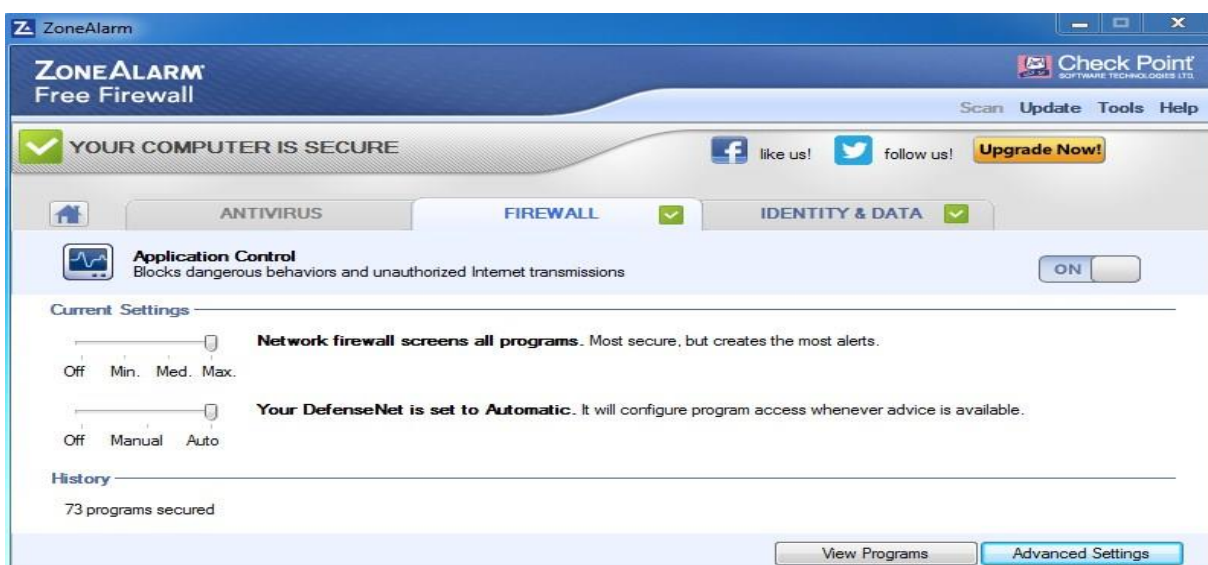 ZoneAlarm
ZONEALARM
Free Firewall
Check Point
SOFTWARE TECHNOLOGIES LTD.
Scan Update Tools Help
YOUR COMPUTER IS SECURE
like us! follow us! Upgrade Now!
ANTIVIRUS FIREWALL IDENTITY & DATA
Application Control
Blocks dangerous behaviors and unauthorized Internet transmissions
ON
Current Settings
Network firewall screens all programs. Most secure, but creates the most alerts.
Off Min. Med. Max.
Your DefenseNet is set to Automatic. It will configure program access whenever advice is available.
Off Manual Auto
History
73 programs secured
View Programs Advanced Settings